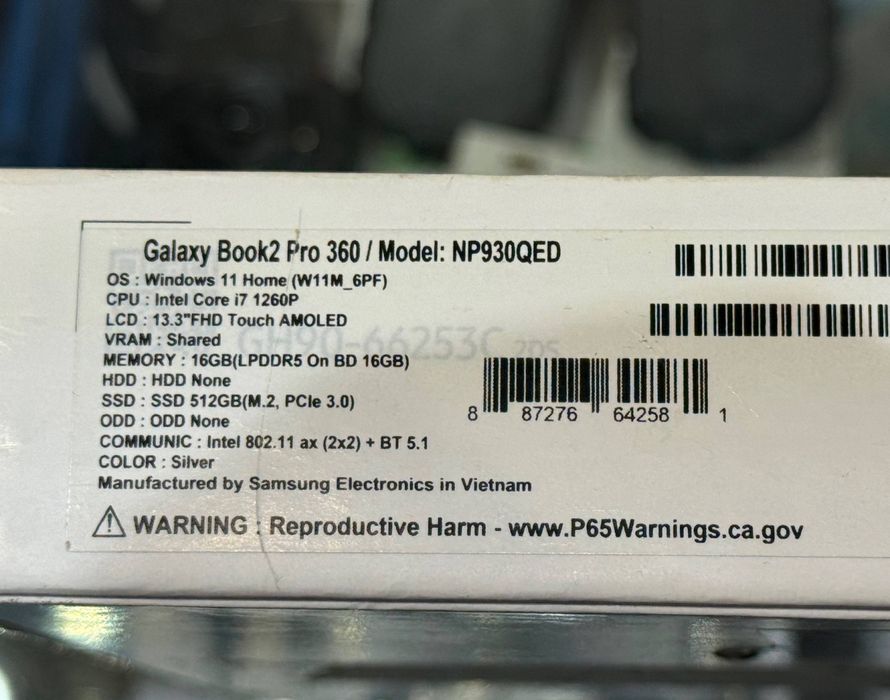 Galaxy Book2 Pro 360 / Model: NP930QED
OS : Windows 11 Home (W11M_6PF)
CPU : Intel Core i7 1260P
LCD : 13.3"FHD Touch AMOLED
VRAM : Shared
GH90-66253C
MEMORY : 16GB(LPDDR5 On BD 16GB)
HDD : HDD None
SSD : SSD 512GB(M.2, PCIe 3.0)
8 87276 64258 1
ODD : ODD None
COMMUNIC : Intel 802.11 ax (2x2) + BT 5.1
COLOR : Silver
Manufactured by Samsung Electronics in Vietnam
WARNING : Reproductive Harm - www.P65Warnings.ca.gov